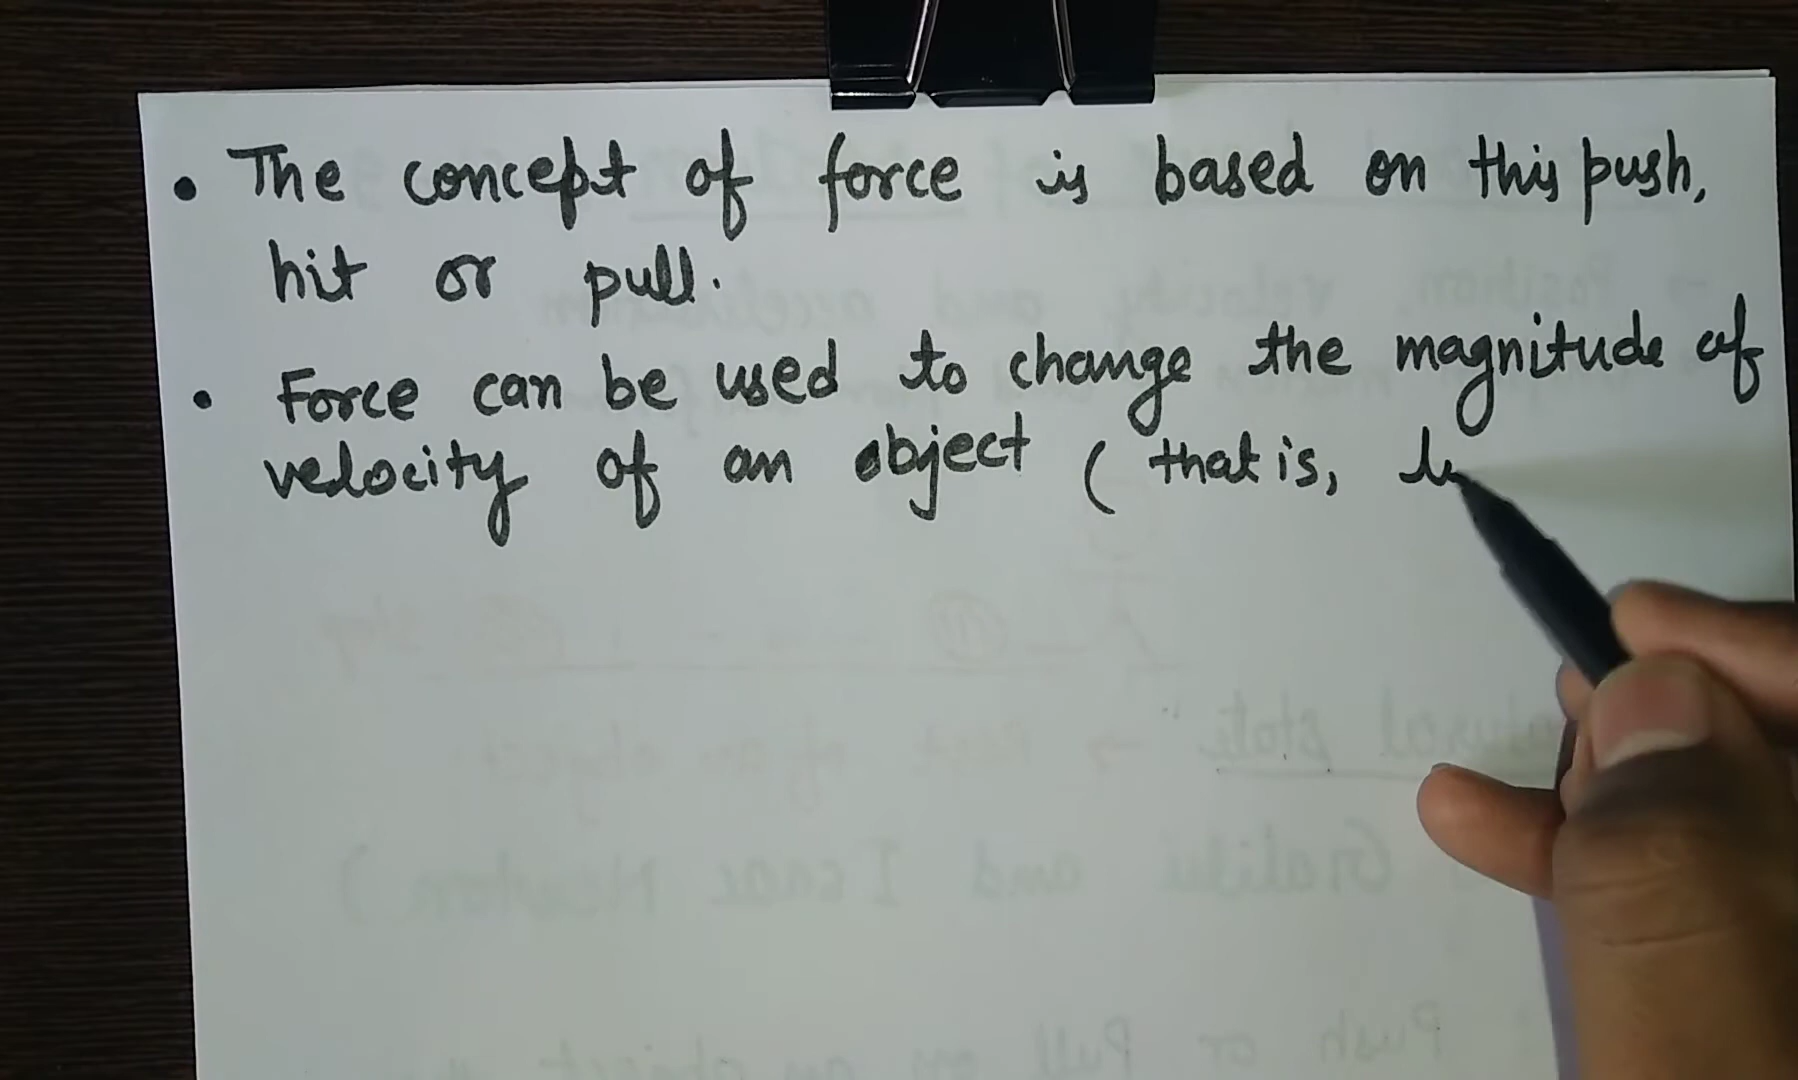 • The concept of force is based on this push,
hit or pull.
• Force can be used to change the magnitude of
velocity of an object ( that is,